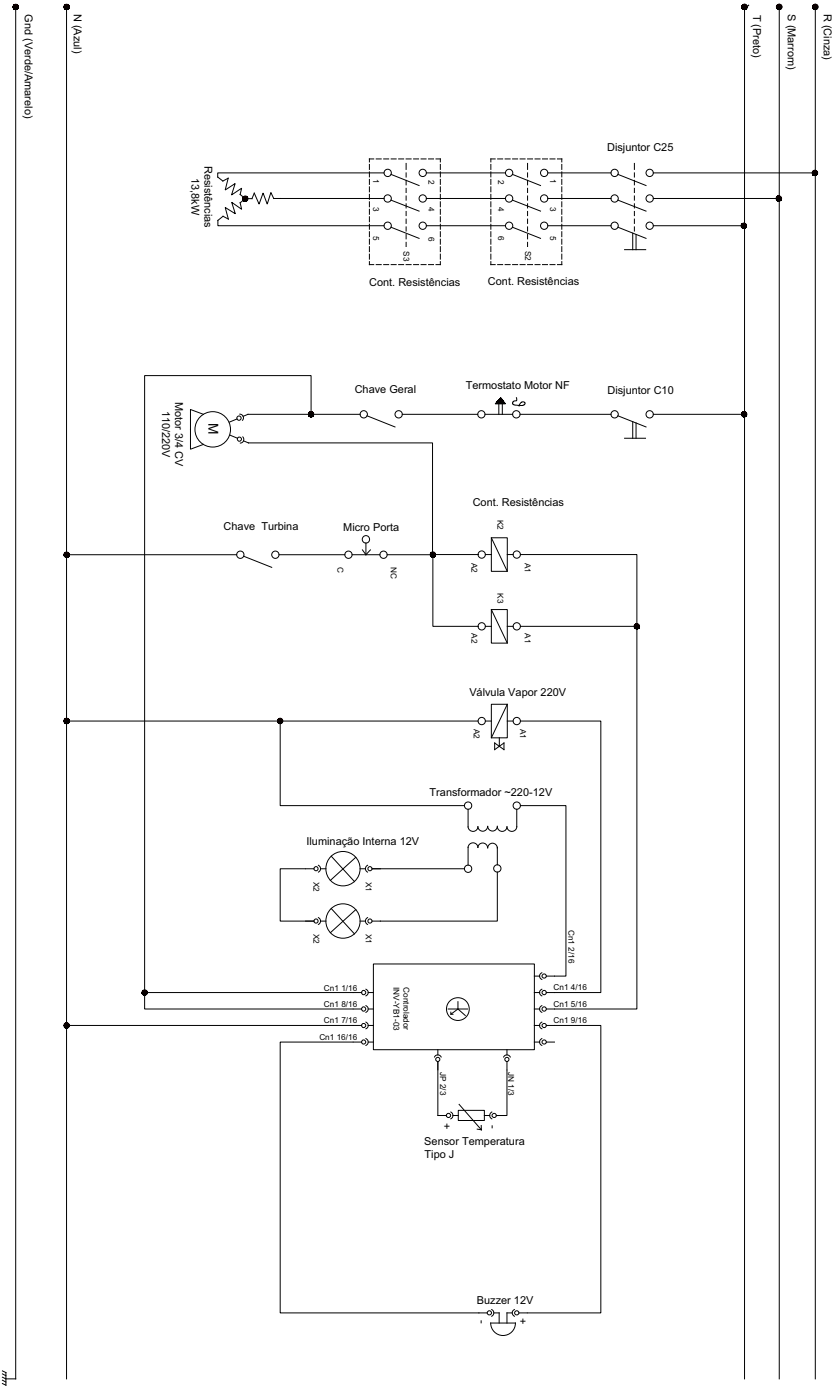 R (Cinza)
S (Marrom)
T (Preto)
N (Azul)
Gnd (Verde/Amarelo)
Disjuntor C25
1
2
3
4
5
6
S2
Cont. Resistências
2
1
4
3
6
5
S3
Cont. Resistências
Resistências
13,8kW
Disjuntor C10
Termostato Motor NF
Chave Geral
M
Motor 3/4 CV
110/220V
Cont. Resistências
K2
A2
A1
K3
A2
A1
Micro Porta
C
NC
Chave Turbina
Válvula Vapor 220V
A2
A1
Transformador ~220-12V
Iluminação Interna 12V
X2
X1
X2
X1
Cn1 2/16
Cn1 4/16
Cn1 5/16
Cn1 9/16
Cn1 1/16
Cn1 8/16
Cn1 7/16
Cn1 16/16
Controlador
INV-YB1-03
JP 2/3
JN 1/3
+
-
Sensor Temperatura
Tipo J
Buzzer 12V
-
+